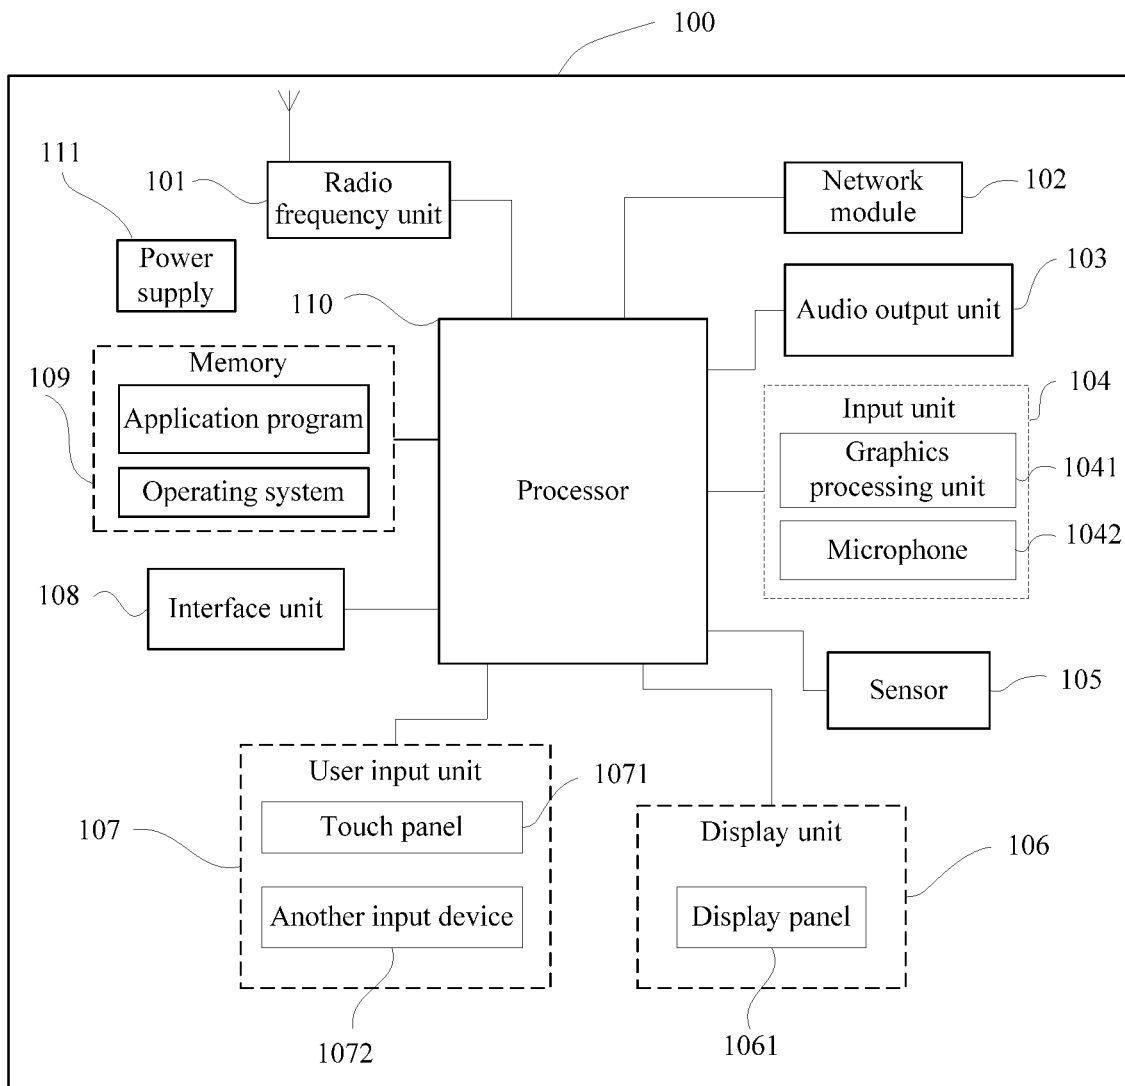 100
111
101
Radio
frequency unit
Network
module
102
Power
supply
110
Audio output unit
103
109
Memory
Application program
Operating system
Processor
104
Input unit
Graphics
processing unit
1041
Microphone
1042
108
Interface unit
Sensor
105
User input unit
1071
107
Touch panel
Another input device
1072
Display unit
106
Display panel
1061